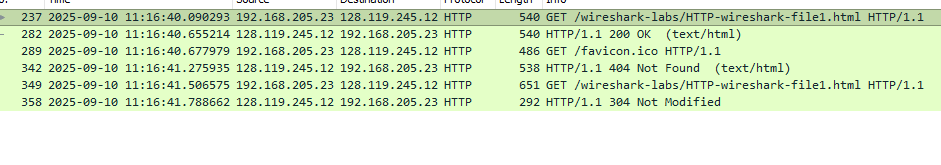 Time Source Destination Protocol Length Info
237 2025-09-10 11:16:40.090293 192.168.205.23 128.119.245.12 HTTP 540 GET /wireshark-labs/HTTP-wireshark-file1.html HTTP/1.1
282 2025-09-10 11:16:40.655214 128.119.245.12 192.168.205.23 HTTP 540 HTTP/1.1 200 OK (text/html)
289 2025-09-10 11:16:40.677979 192.168.205.23 128.119.245.12 HTTP 486 GET /favicon.ico HTTP/1.1
342 2025-09-10 11:16:41.275935 128.119.245.12 192.168.205.23 HTTP 538 HTTP/1.1 404 Not Found (text/html)
349 2025-09-10 11:16:41.506575 192.168.205.23 128.119.245.12 HTTP 651 GET /wireshark-labs/HTTP-wireshark-file1.html HTTP/1.1
358 2025-09-10 11:16:41.788662 128.119.245.12 192.168.205.23 HTTP 292 HTTP/1.1 304 Not Modified